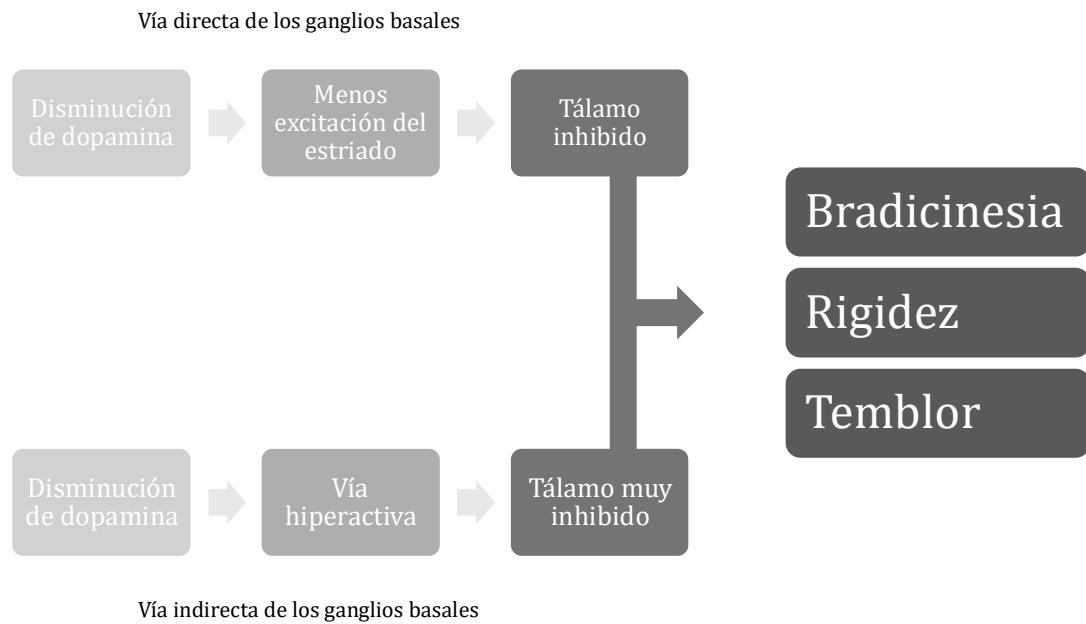 Vía directa de los ganglios basales
Disminución
de dopamina
Menos
excitación del
estriado
Tálamo
inhibido
Bradicinesia
Rigidez
Temblor
Disminución
de dopamina
Vía
hiperactiva
Tálamo muy
inhibido
Vía indirecta de los ganglios basales